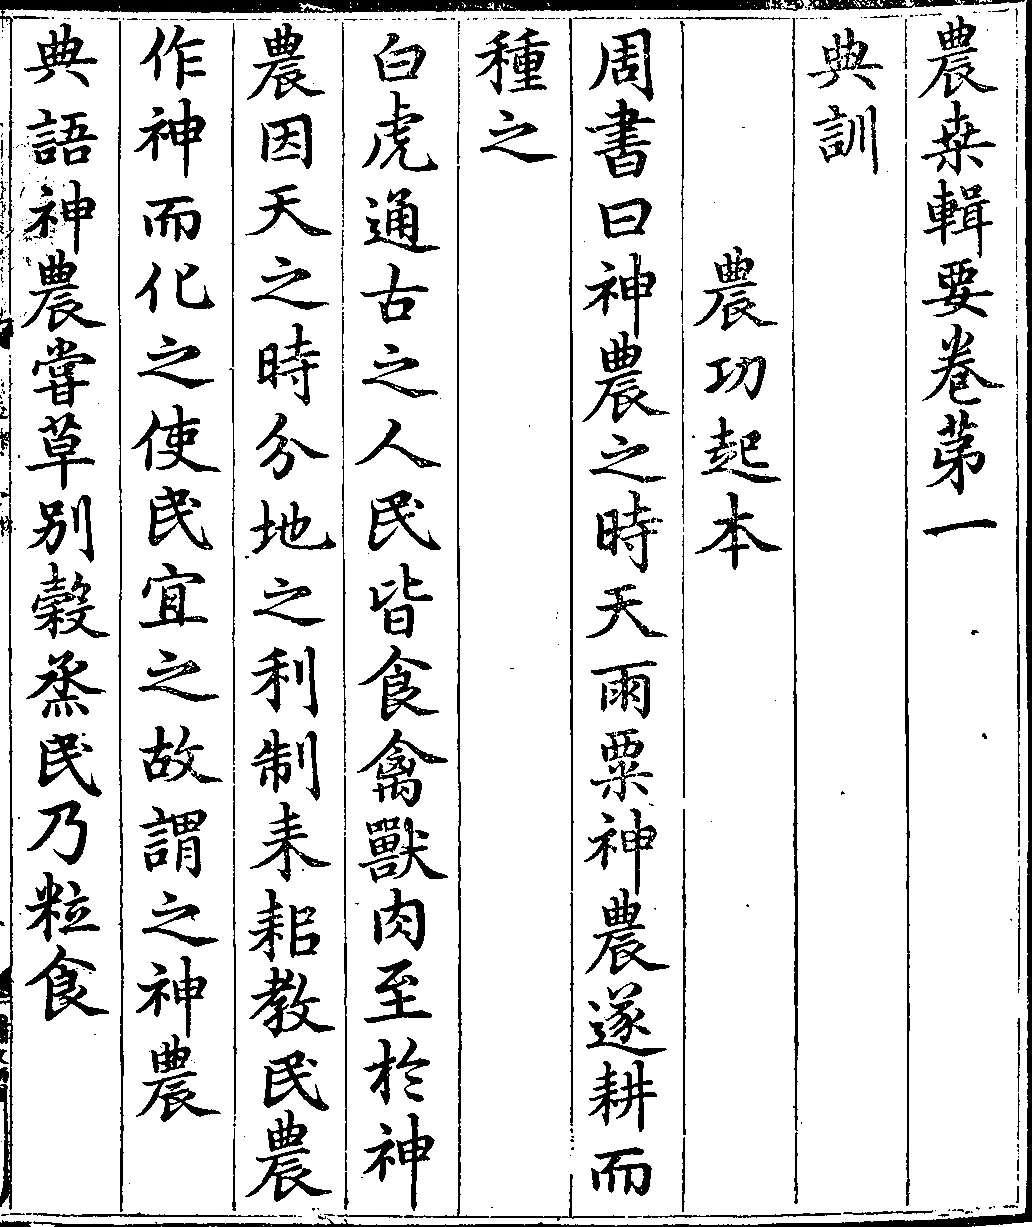 農桒輯要卷苐一
典訓
農功起本
周書曰神農之時天雨粟神農遂耕而
種之
白虎通古之人民皆食禽獸肉至於神
農因天之時分地之利制耒耜教民農
作神而化之使民宜之故謂之神農
典語神農嘗草别穀烝民乃粒食